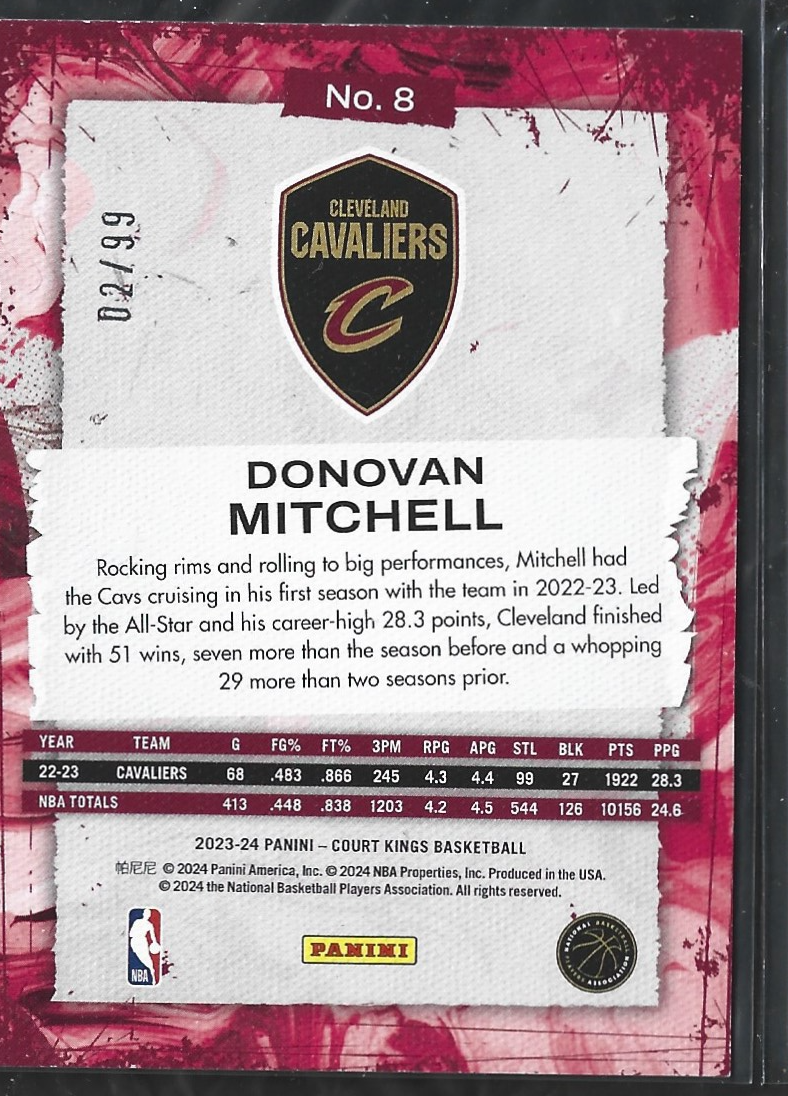 No. 8
02/99
CLEVELAND
CAVALIERS
C
DONOVAN
MITCHELL
Rocking rims and rolling to big performances, Mitchell had
the Cavs cruising in his first season with the team in 2022-23. Led
by the All-Star and his career-high 28.3 points, Cleveland finished
with 51 wins, seven more than the season before and a whopping
29 more than two seasons prior.
YEAR TEAM G FG% FT% 3PM RPG APG STL BLK PTS PPG
22-23 CAVALIERS 68 .483 .866 245 4.3 4.4 99 27 1922 28.3
NBA TOTALS 413 .448 .838 1203 4.2 4.5 544 126 10156 24.6
2023-24 PANINI – COURT KINGS BASKETBALL
帕尼尼 © 2024 Panini America, Inc. © 2024 NBA Properties, Inc. Produced in the USA.
© 2024 the National Basketball Players Association. All rights reserved.
NBA
PANINI
NATIONAL BASKETBALL
PLAYERS ASSOCIATION